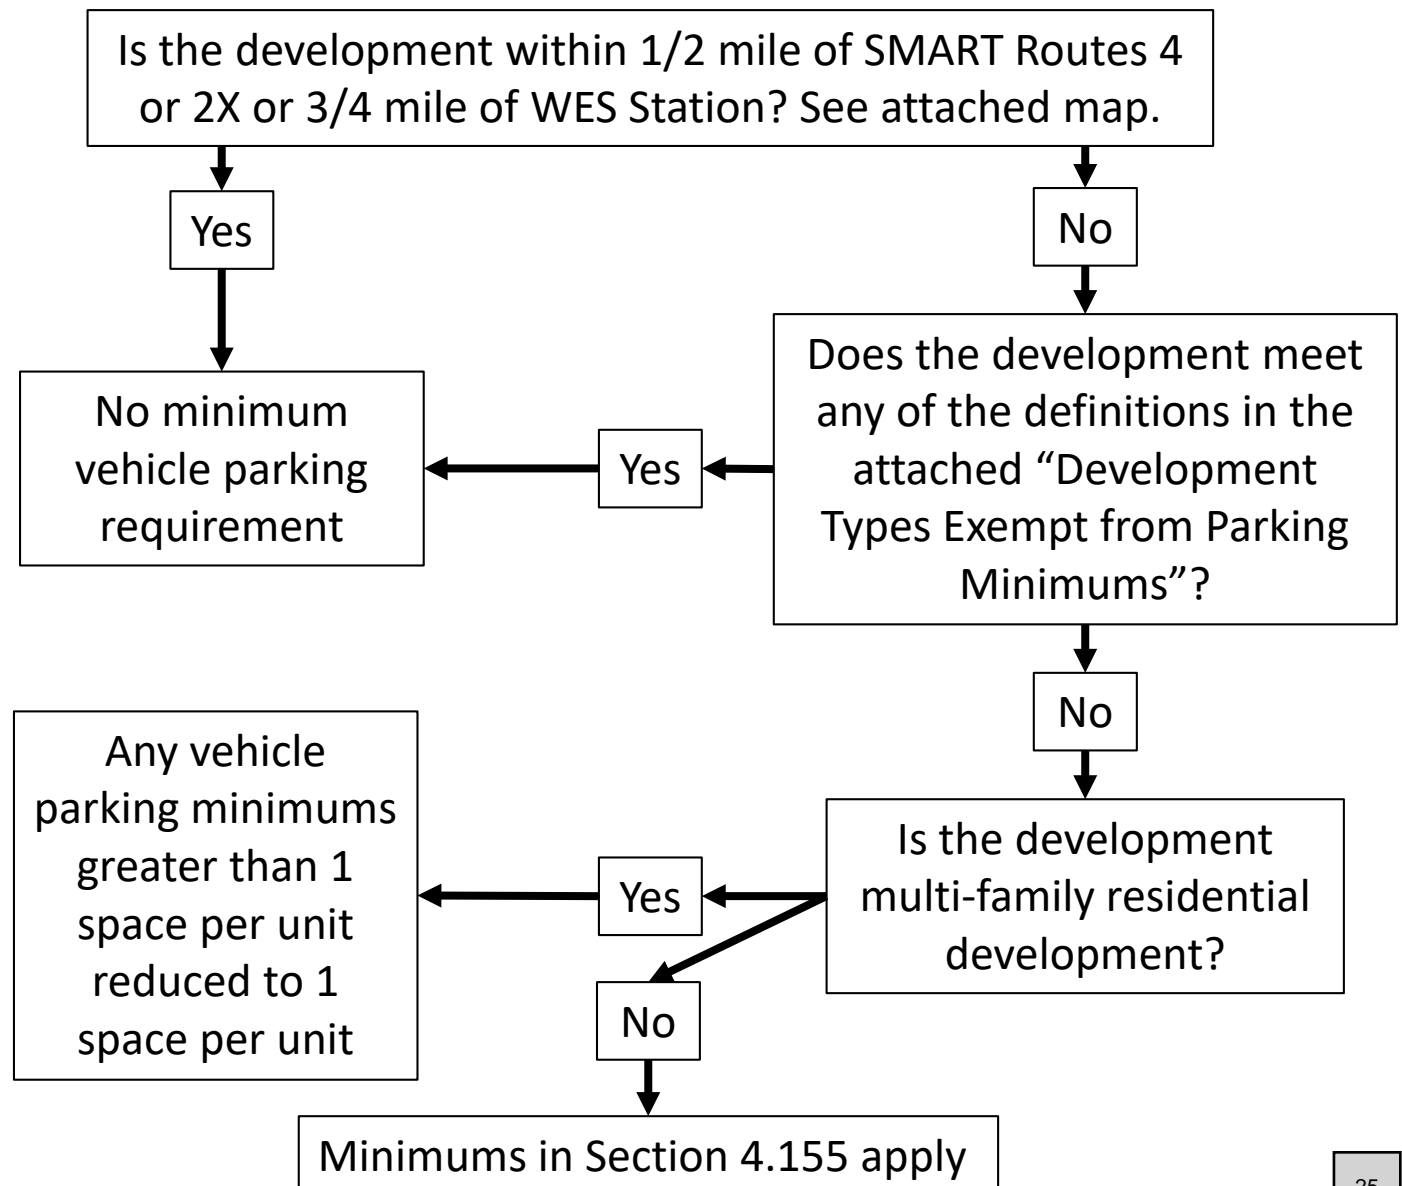 Is the development within 1/2 mile of SMART Routes 4
or 2X or 3/4 mile of WES Station? See attached map.
Yes
No
No minimum
vehicle parking
requirement
Yes
Does the development meet
any of the definitions in the
attached “Development
Types Exempt from Parking
Minimums”?
No
Any vehicle
parking minimums
greater than 1
space per unit
reduced to 1
space per unit
Yes
Is the development
multi-family residential
development?
No
Minimums in Section 4.155 apply
25